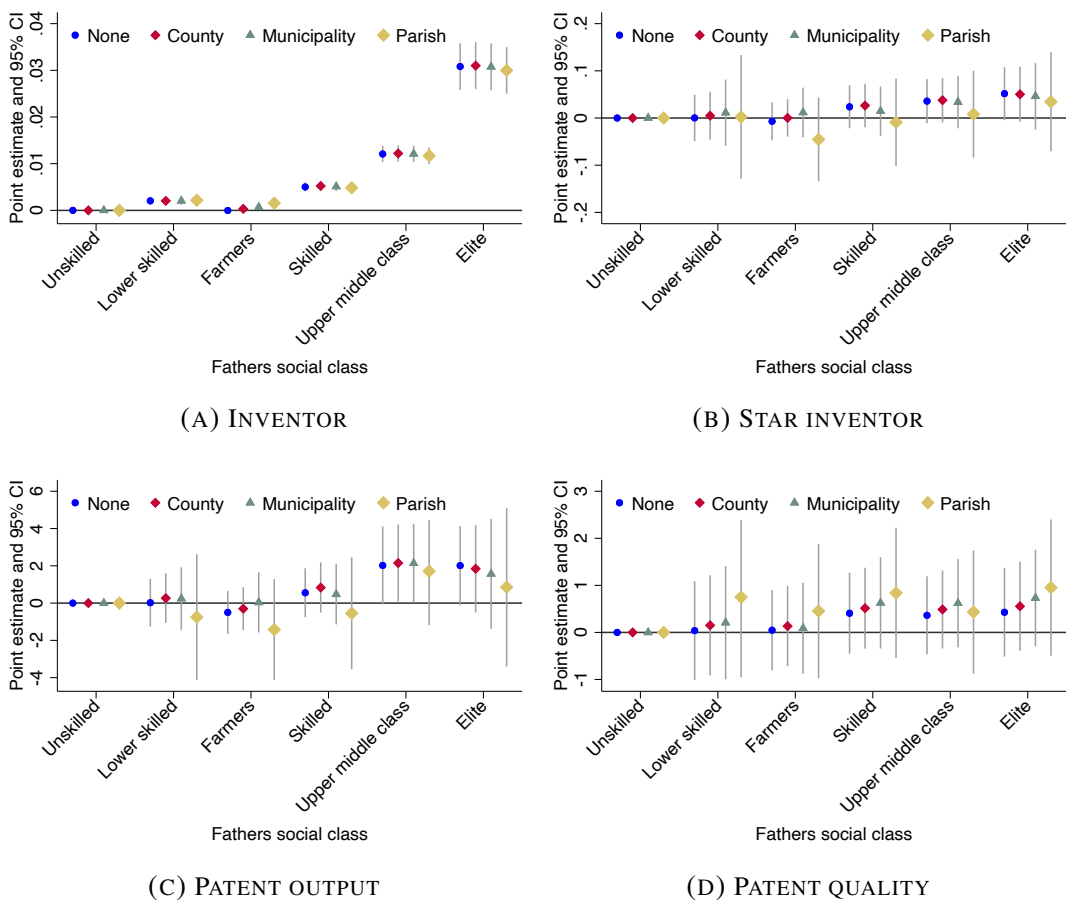 Point estimate and 95% CI
0 .01 .02 .03 .04
None County Municipality Parish
Unskilled
Lower skilled
Farmers
Skilled
Upper middle class
Elite
Fathers social class
(A) INVENTOR
Point estimate and 95% CI
-.2 -.1 0 .1 .2
None County Municipality Parish
Unskilled
Lower skilled
Farmers
Skilled
Upper middle class
Elite
Fathers social class
(B) STAR INVENTOR
Point estimate and 95% CI
-4 -2 0 2 4 6
None County Municipality Parish
Unskilled
Lower skilled
Farmers
Skilled
Upper middle class
Elite
Fathers social class
(C) PATENT OUTPUT
Point estimate and 95% CI
-1 0 1 2 3
None County Municipality Parish
Unskilled
Lower skilled
Farmers
Skilled
Upper middle class
Elite
Fathers social class
(D) PATENT QUALITY